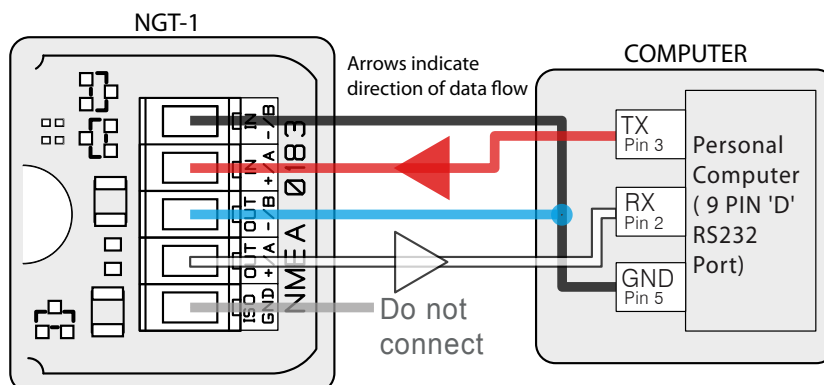 NGT-1
Arrows indicate
direction of data flow
COMPUTER
IN -/B
IN +/A
OUT -/B
OUT +/A
ISO GND
NMEA 0183
TX
Pin 3
RX
Pin 2
GND
Pin 5
Personal
Computer
( 9 PIN 'D'
RS232
Port)
Do not
connect